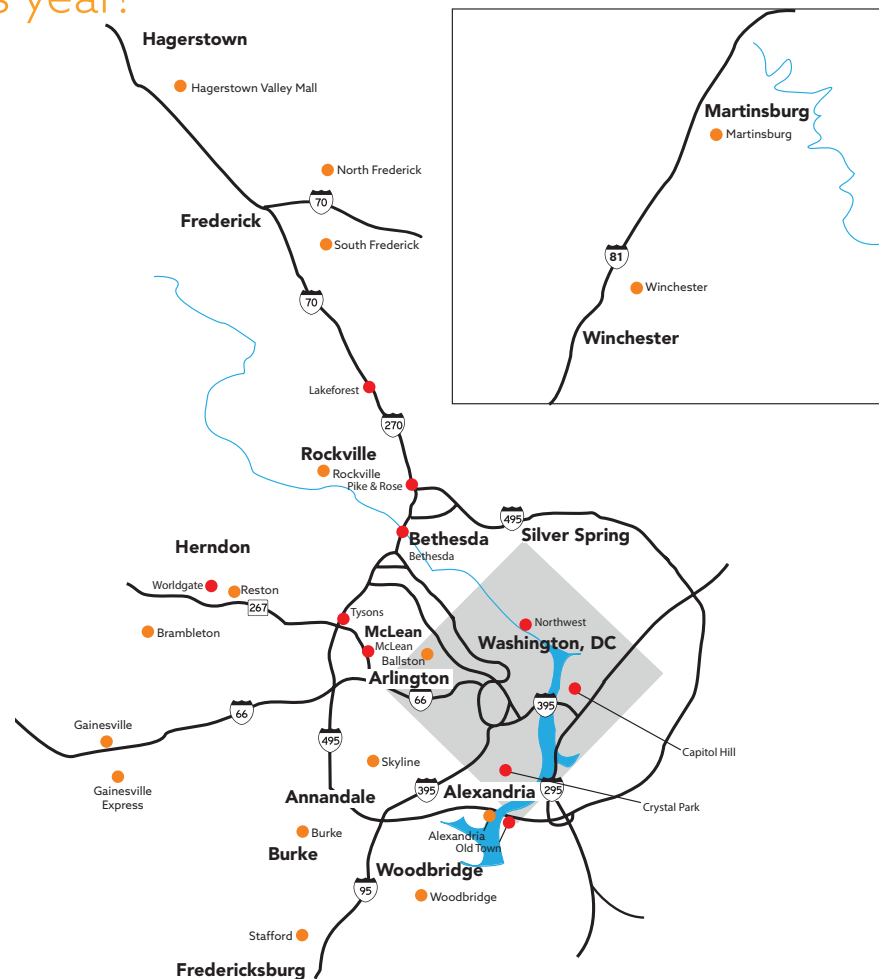 s year!
Hagerstown
Hagerstown Valley Mall
North Frederick
70
Frederick
South Frederick
70
Lakeforest
270
Rockville
Rockville
Pike & Rose
495
Silver Spring
Bethesda
Bethesda
Herndon
Worldgate
Reston
267
Brambleton
Tysons
McLean
McLean
Ballston
Arlington
Northwest
Washington, DC
66
66
395
Gainesville
Gainesville
Express
495
Skyline
Capitol Hill
Annandale
395
Alexandria
295
Crystal Park
Alexandria
Old Town
Burke
Burke
Woodbridge
95
Woodbridge
Stafford
Fredericksburg
Martinsburg
Martinsburg
81
Winchester
Winchester